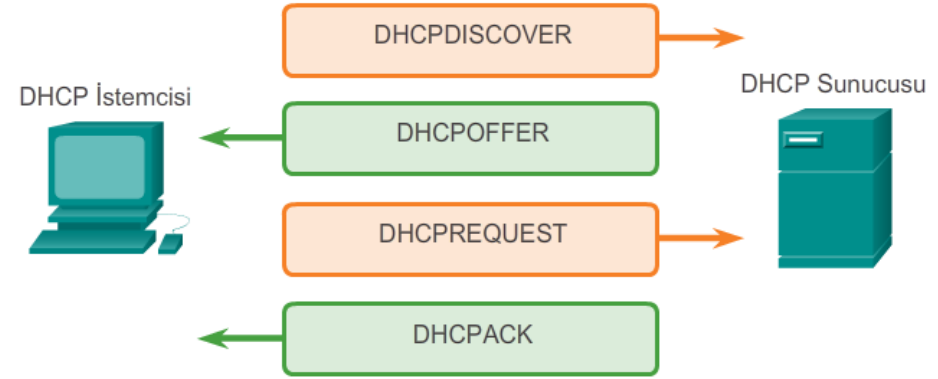 DHCPDISCOVER
DHCP İstemcisi
DHCP Sunucusu
DHCPOFFER
DHCPREQUEST
DHCPACK